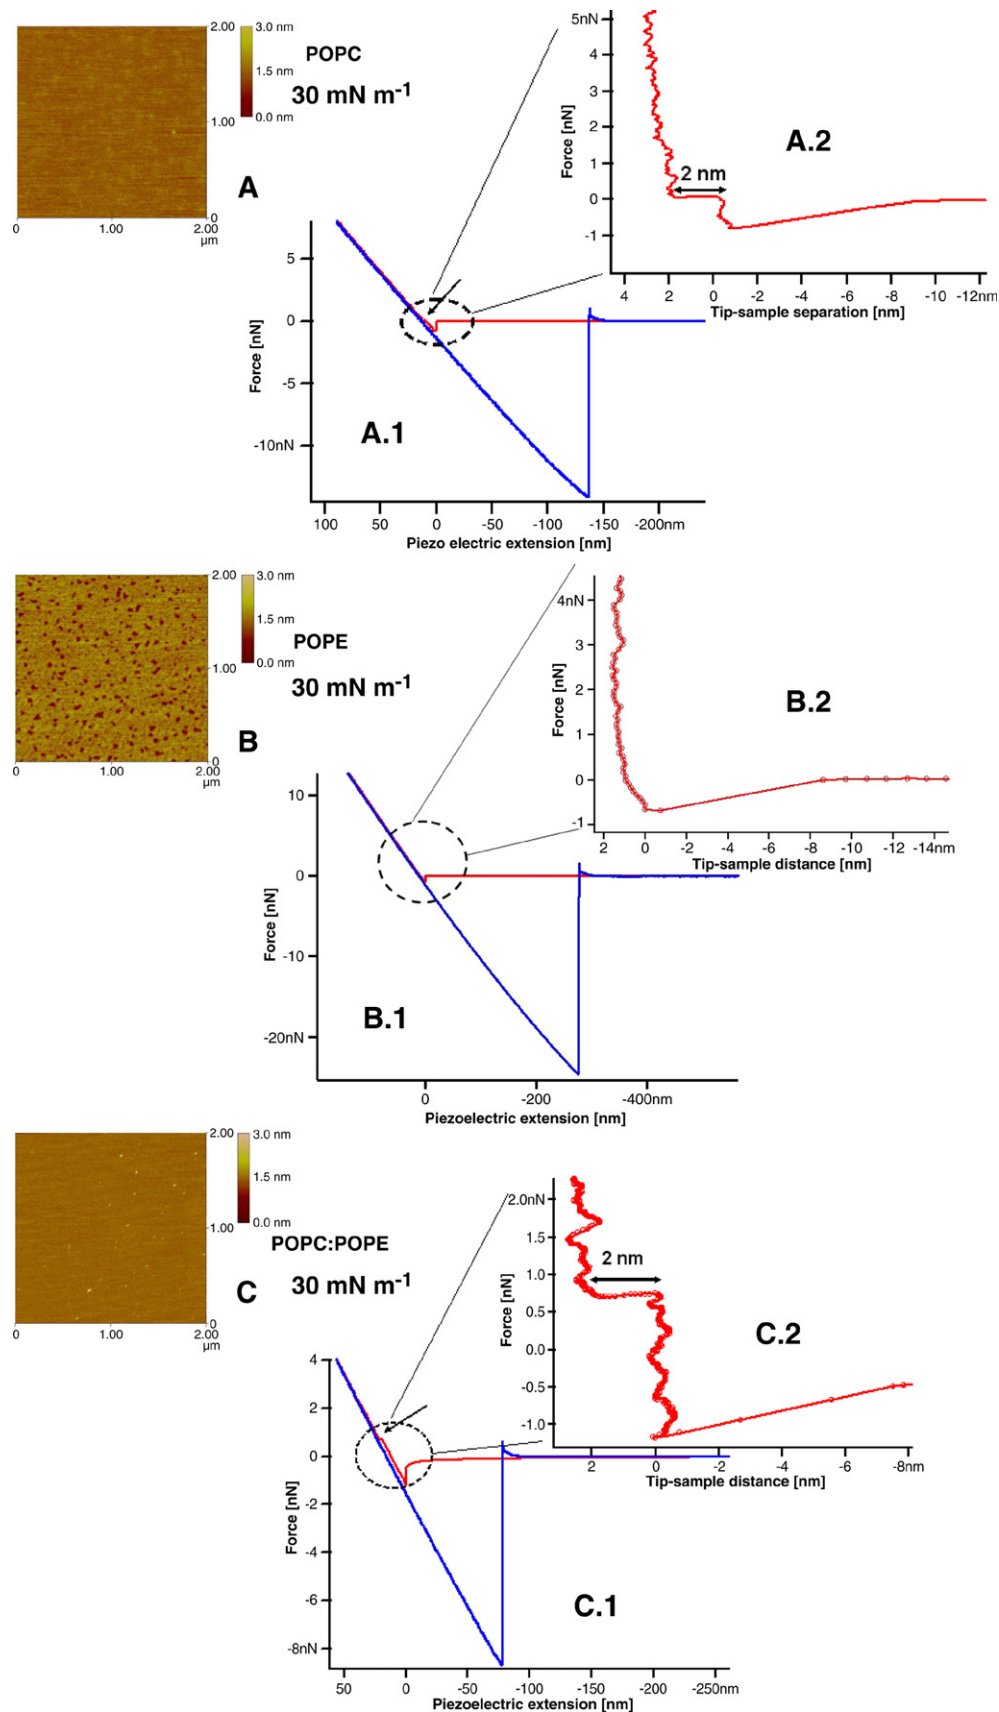 2.00
3.0 nm
1.5 nm
0.0 nm
1.00
0
0
1.00
2.00
µm
POPC
30 mN m-1
A
5nN
4
3
2
1
0
-1
Force [nN]
A.2
2 nm
4
2
0
-2
-4
-6
-8
-10
-12nm
Tip-sample separation [nm]
5
0
-5
-10nN
Force [nN]
A.1
100
50
0
-50
-100
-150
-200nm
Piezo electric extension [nm]
2.00
3.0 nm
1.5 nm
0.0 nm
1.00
0
0
1.00
2.00
µm
POPE
30 mN m-1
B
4nN
3
2
1
0
-1
Force [nN]
B.2
2
0
-2
-4
-6
-8
-10
-12
-14nm
Tip-sample distance [nm]
10
0
-10
-20nN
Force [nN]
B.1
0
-200
-400nm
Piezoelectric extension [nm]
2.00
3.0 nm
1.5 nm
0.0 nm
1.00
0
0
1.00
2.00
µm
POPC:POPE
30 mN m-1
C
2.0nN
1.5
1.0
0.5
0.0
-0.5
-1.0
Force [nN]
2 nm
C.2
2
0
-2
-4
-6
-8nm
Tip-sample distance [nm]
4
2
0
-2
-4
-6
-8nN
Force [nN]
C.1
50
0
-50
-100
-150
-200
-250nm
Piezoelectric extension [nm]